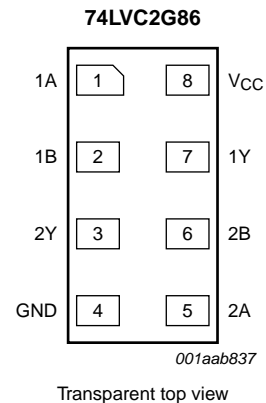 74LVC2G86
1A 1 8 VCC
1B 2 7 1Y
2Y 3 6 2B
GND 4 5 2A
001aab837
Transparent top view